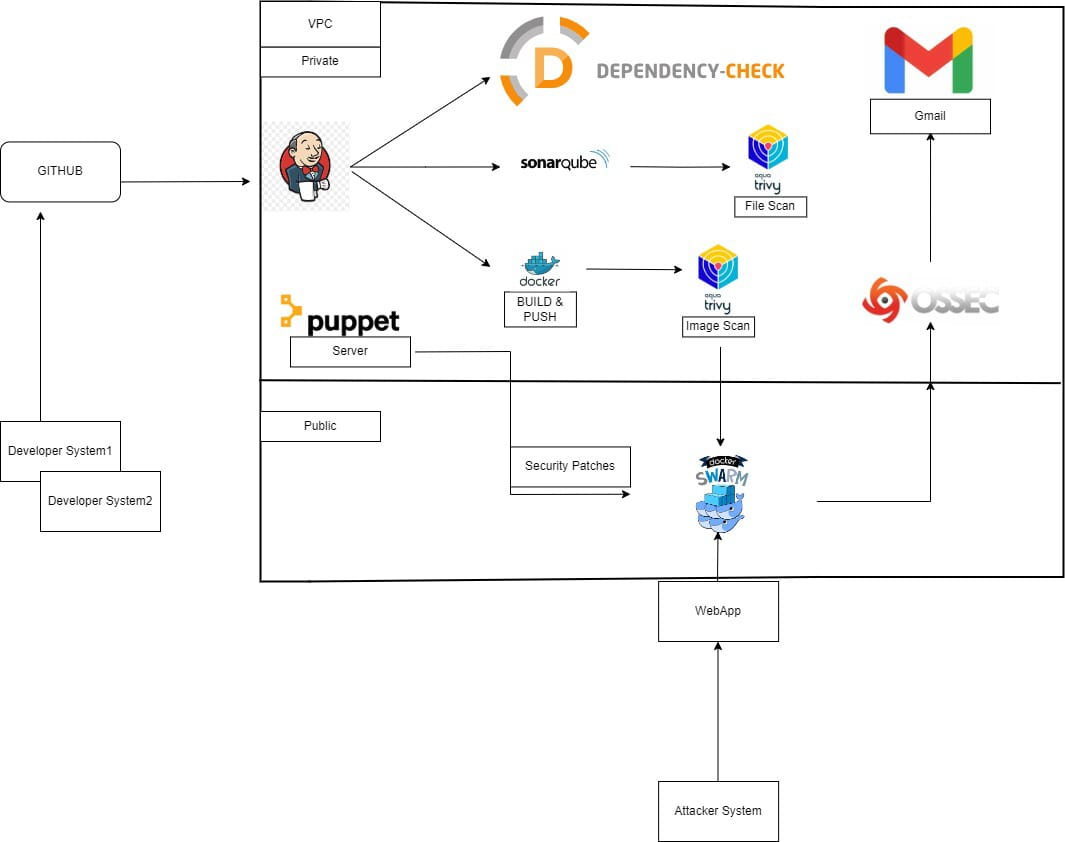 VPC
Private
D
DEPENDENCY-CHECK
Gmail
GITHUB
sonarqube
aqua
trivy
File Scan
docker
BUILD &
PUSH
aqua
trivy
Image Scan
OSSEC
puppet
Server
Public
Developer System1
Developer System2
Security Patches
docker
SWARM
WebApp
Attacker System